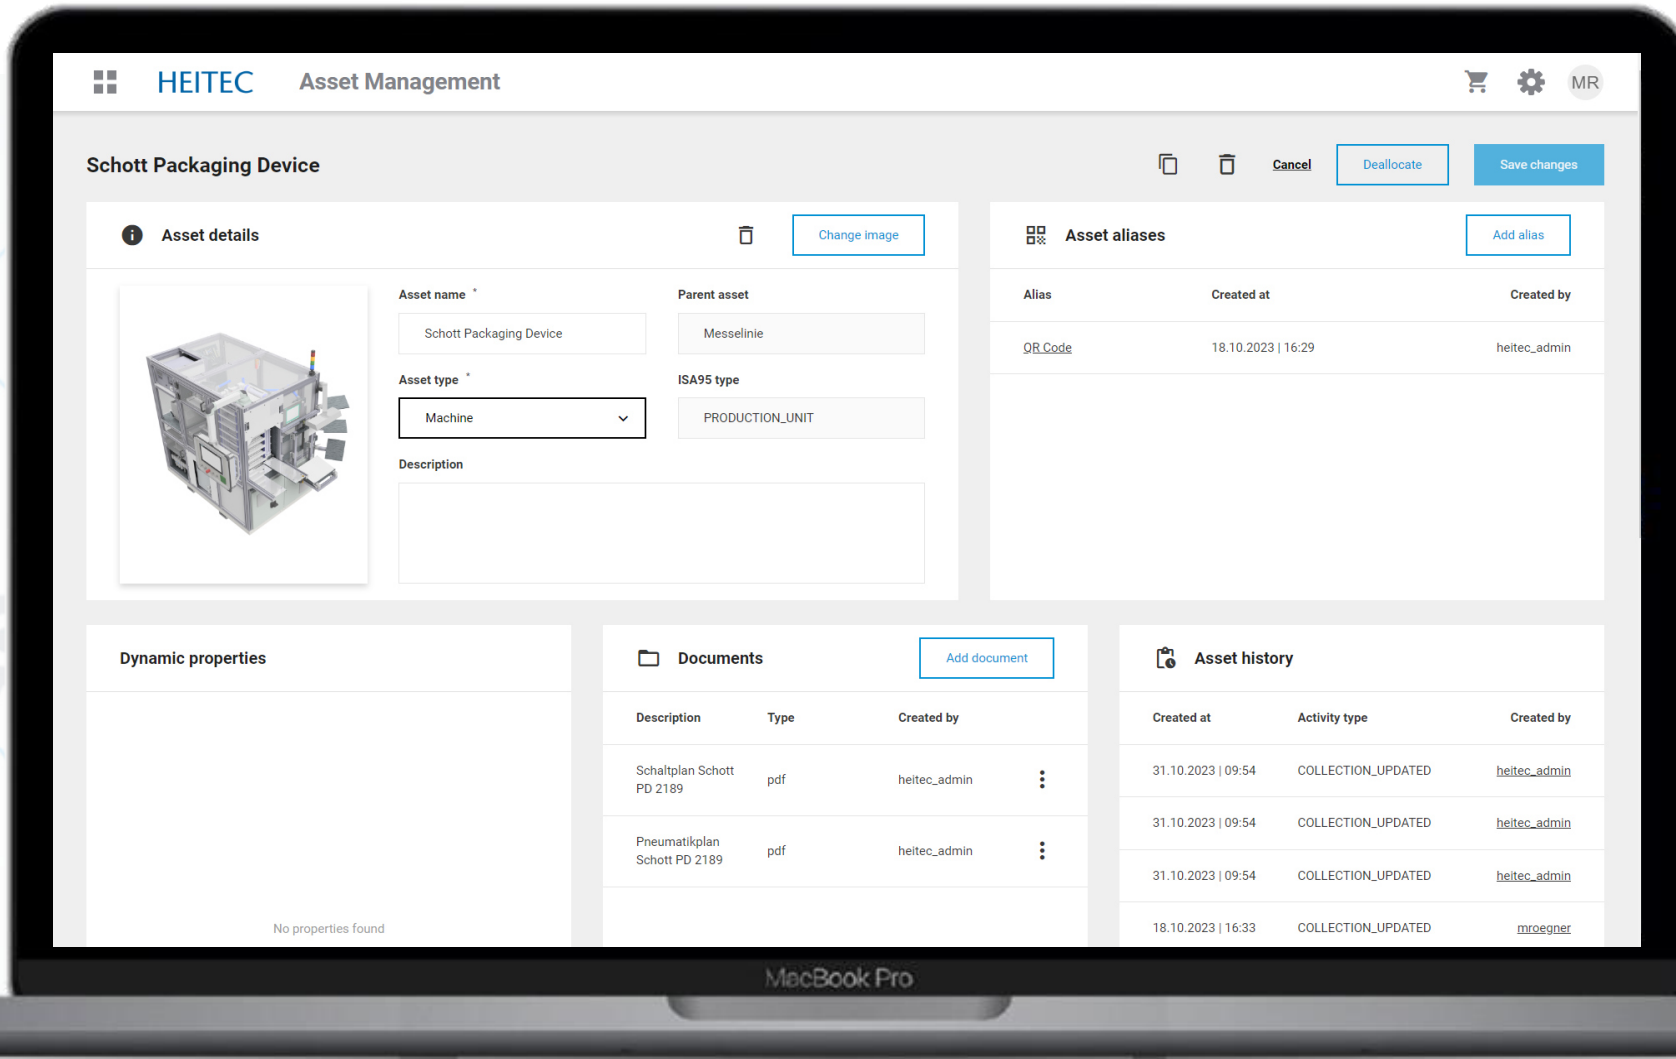 HEITEC
Asset Management
MR
Schott Packaging Device
Cancel
Deallocate
Save changes
Asset details
Change image
Asset name *
Parent asset
Schott Packaging Device
Messelinie
Asset type *
ISA95 type
Machine
PRODUCTION_UNIT
Description
Asset aliases
Add alias
Alias Created at Created by
QR Code 18.10.2023 | 16:29 heitec_admin
Dynamic properties
No properties found
Documents
Add document
Description Type Created by
Schaltplan Schott
PD 2189
pdf heitec_admin
Pneumatikplan
Schott PD 2189
pdf heitec_admin
Asset history
Created at Activity type Created by
31.10.2023 | 09:54 COLLECTION_UPDATED heitec_admin
31.10.2023 | 09:54 COLLECTION_UPDATED heitec_admin
31.10.2023 | 09:54 COLLECTION_UPDATED heitec_admin
18.10.2023 | 16:33 COLLECTION_UPDATED mroegner
MacBook Pro